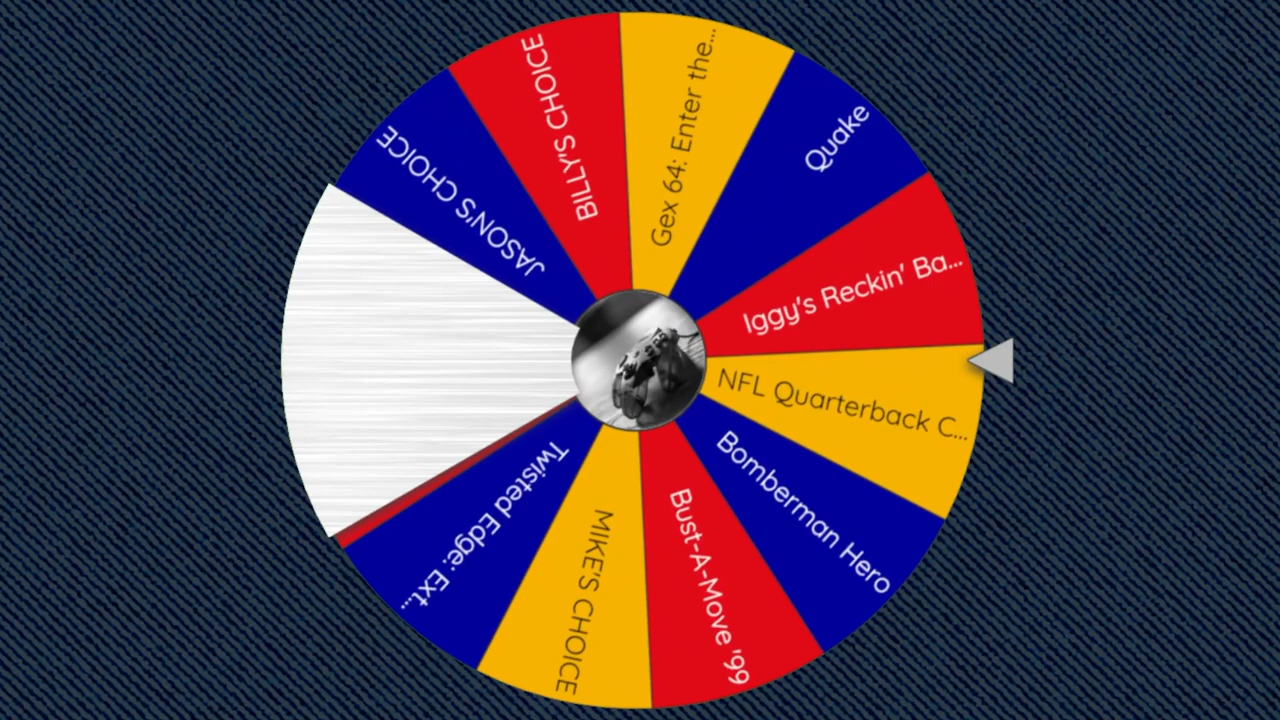 JASON'S CHOICE
BILLY'S CHOICE
Gex 64: Enter the...
Quake
Iggy's Reckin' Ba...
NFL Quarterback C...
Bomberman Hero
Bust-A-Move '99
MIKE'S CHOICE
Twisted Edge: Ext...